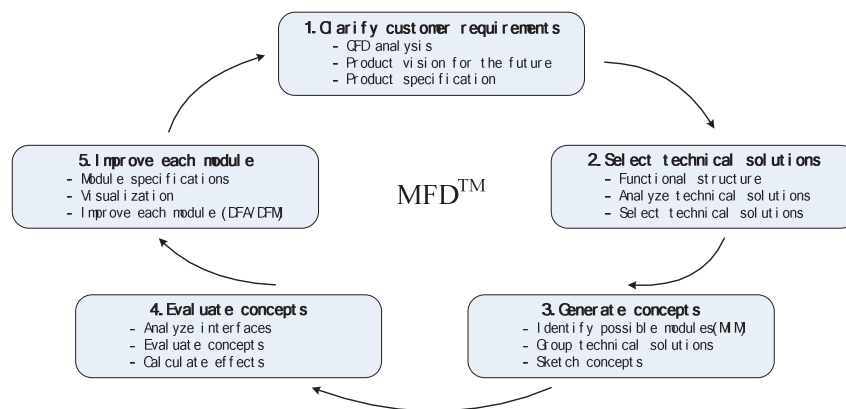 1. Clarify customer requirements
- QFD analysis
- Product vision for the future
- Product specification
2. Select technical solutions
- Functional structure
- Analyze technical solutions
- Select technical solutions
3. Generate concepts
- Identify possible modules(MIM)
- Group technical solutions
- Sketch concepts
4. Evaluate concepts
- Analyze interfaces
- Evaluate concepts
- Calculate effects
5. Improve each module
- Module specifications
- Visualization
- Improve each module (DFA/DFM)
MFD™